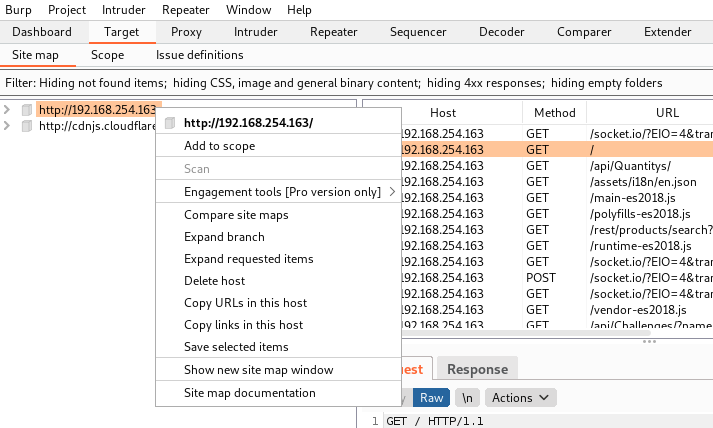 Burp Project Intruder Repeater Window Help
Dashboard Target Proxy Intruder Repeater Sequencer Decoder Comparer Extender
Site map Scope Issue definitions
Filter: Hiding not found items; hiding CSS, image and general binary content; hiding 4xx responses; hiding empty folders
http://192.168.254.163
http://cdnjs.cloudflare
http://192.168.254.163/
Add to scope
Scan
Engagement tools [Pro version only]
Compare site maps
Expand branch
Expand requested items
Delete host
Copy URLs in this host
Copy links in this host
Save selected items
Show new site map window
Site map documentation
Host Method URL
192.168.254.163 GET /socket.io/?EIO=4&tran
192.168.254.163 GET /
192.168.254.163 GET /api/Quantitys/
192.168.254.163 GET /assets/i18n/en.json
192.168.254.163 GET /main-es2018.js
192.168.254.163 GET /polyfills-es2018.js
192.168.254.163 GET /rest/products/search?
192.168.254.163 GET /runtime-es2018.js
192.168.254.163 GET /socket.io/?EIO=4&tran
192.168.254.163 POST /socket.io/?EIO=4&tran
192.168.254.163 GET /socket.io/?EIO=4&tran
192.168.254.163 GET /vendor-es2018.js
192.168.254.163 GET /api/Challenges/?name
est Response
y Raw \n Actions
1 GET / HTTP/1.1